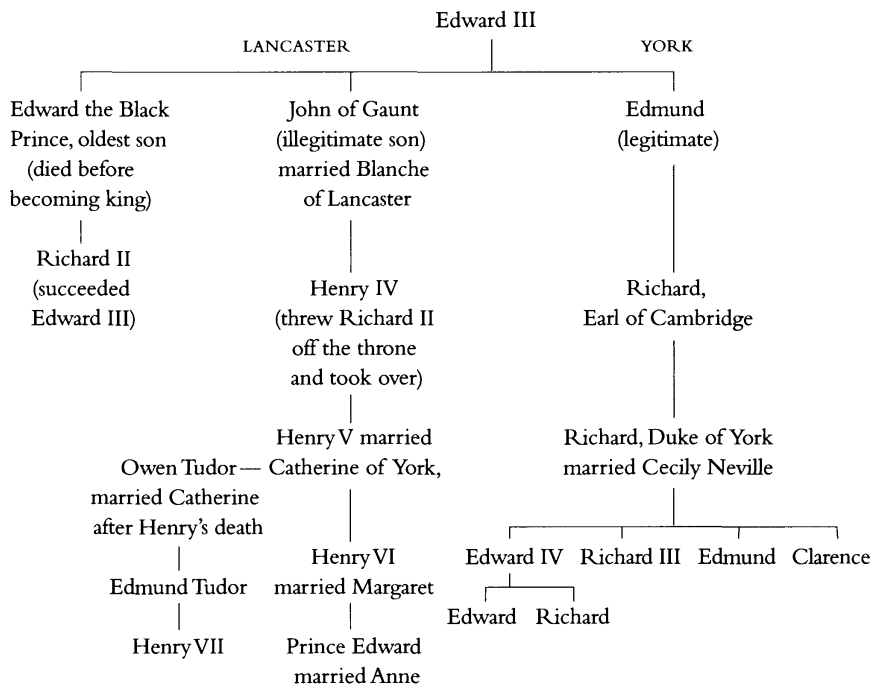 Edward III
LANCASTER
YORK
Edward the Black
Prince, oldest son
(died before
becoming king)
John of Gaunt
(illegitimate son)
married Blanche
of Lancaster
Edmund
(legitimate)
Richard II
(succeeded
Edward III)
Henry IV
(threw Richard II
off the throne
and took over)
Richard,
Earl of Cambridge
Henry V married
Catherine of York,
Owen Tudor
married Catherine
after Henry's death
Richard, Duke of York
married Cecily Neville
Edmund Tudor
Henry VI
married Margaret
Edward IV
Richard III
Edmund
Clarence
Edward
Richard
Henry VII
Prince Edward
married Anne